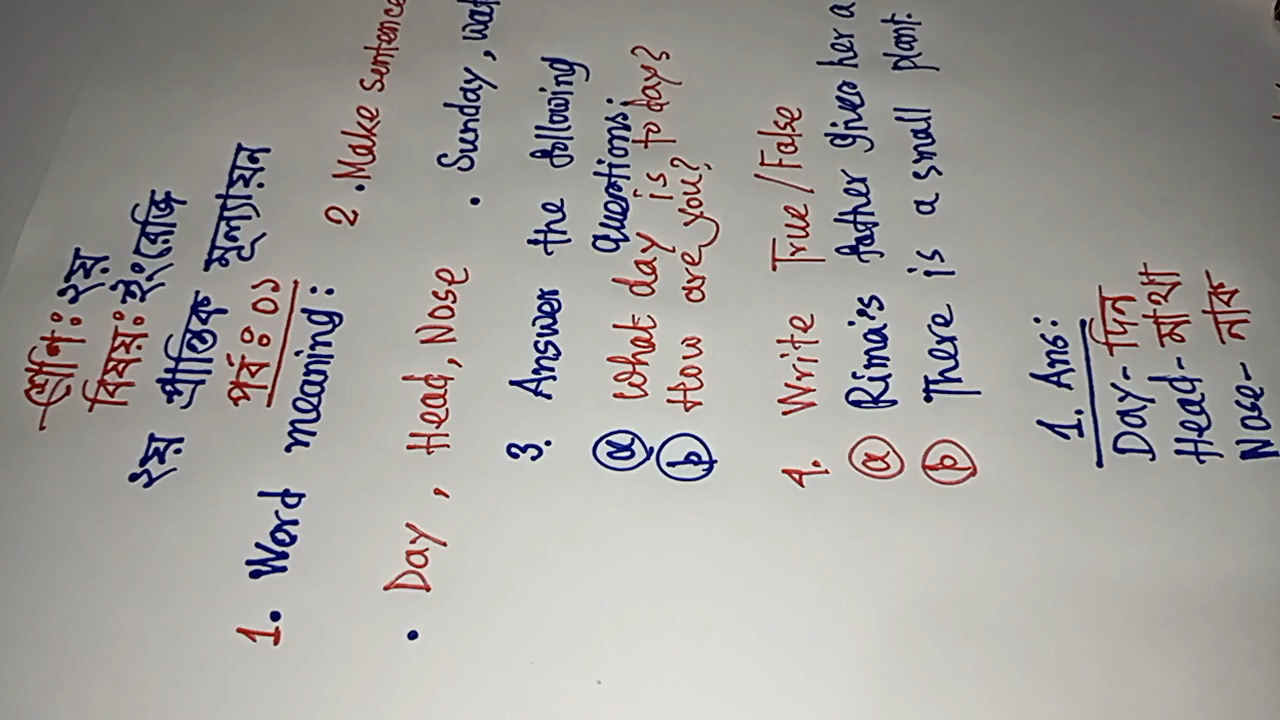 শ্রেণি: ২য়
বিষয়: ইংরেজি
২য় প্রান্তিক মূল্যায়ন
পর্ব: ০১
1. Word meaning:
• Day, Head, Nose
2. Make sentence
• Sunday,
3. Answer the following
questions:
(a) What day is today?
(b) How are you?
4. Write True/False
(a) Rima's father gives her a
(b) There is a small plant.
1. Ans:
Day - দিন
Head - মাথা
Nose - নাক